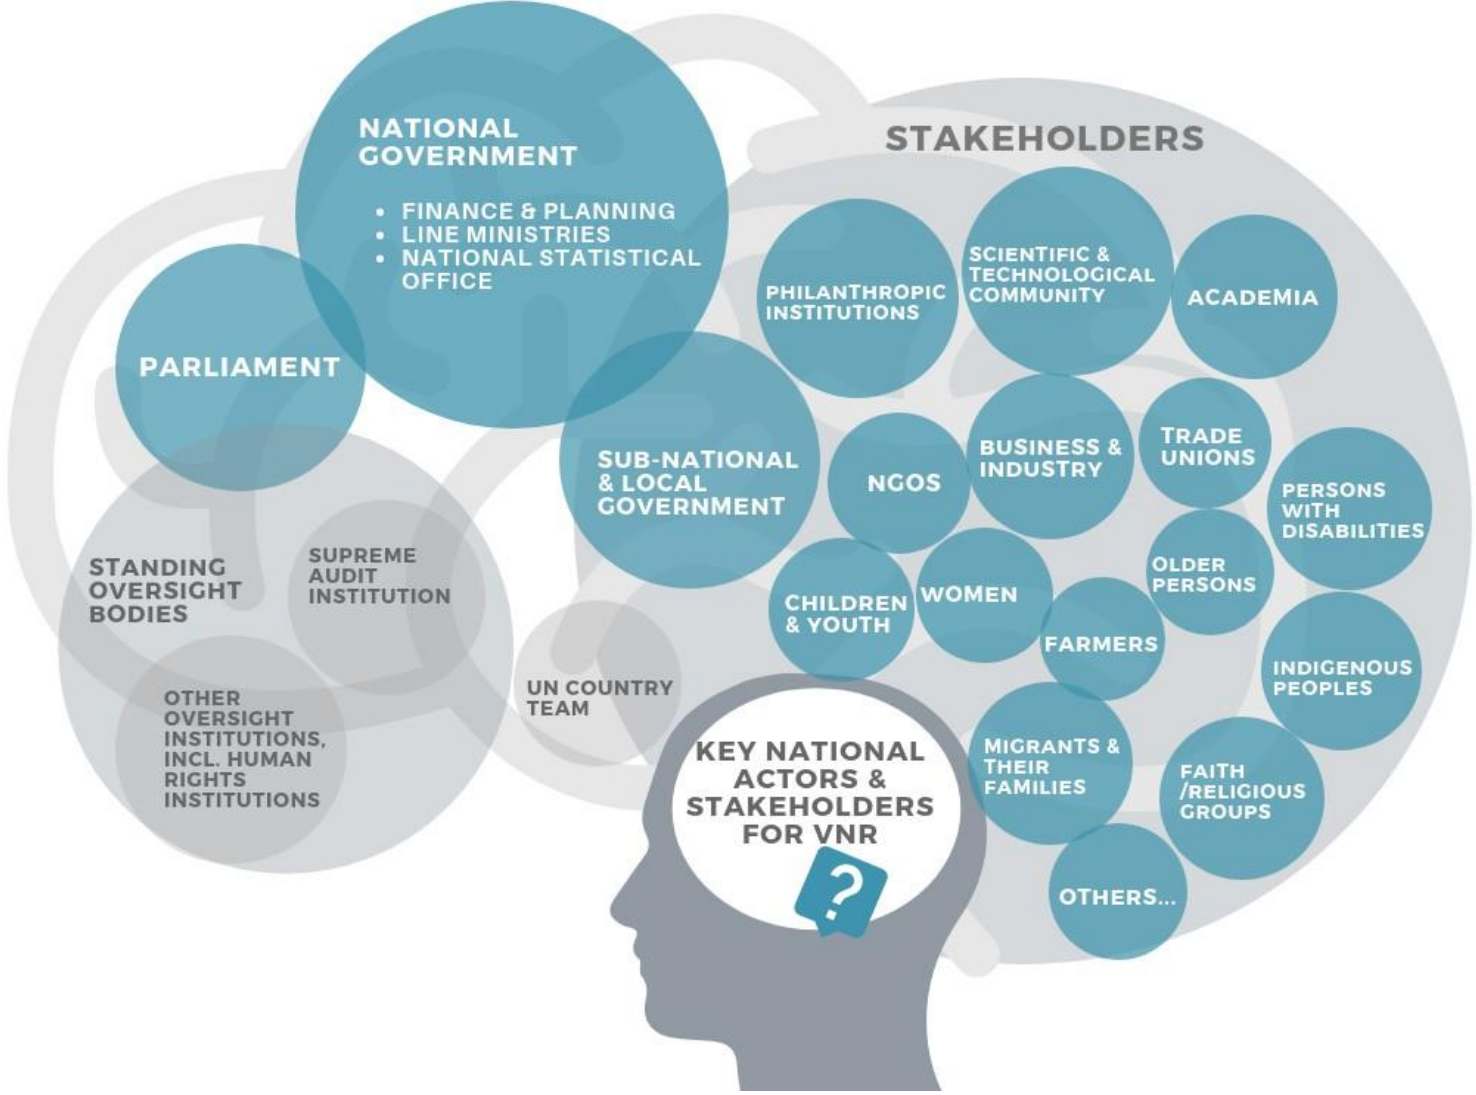 NATIONAL
GOVERNMENT
• FINANCE & PLANNING
• LINE MINISTRIES
• NATIONAL STATISTICAL
OFFICE
PARLIAMENT
STANDING
OVERSIGHT
BODIES
SUPREME
AUDIT
INSTITUTION
OTHER
OVERSIGHT
INSTITUTIONS,
INCL. HUMAN
RIGHTS
INSTITUTIONS
UN COUNTRY
TEAM
SUB-NATIONAL
& LOCAL
GOVERNMENT
STAKEHOLDERS
PHILANTHROPIC
INSTITUTIONS
SCIENTIFIC &
TECHNOLOGICAL
COMMUNITY
ACADEMIA
NGOS
BUSINESS &
INDUSTRY
TRADE
UNIONS
PERSONS
WITH
DISABILITIES
CHILDREN
& YOUTH
WOMEN
FARMERS
OLDER
PERSONS
INDIGENOUS
PEOPLES
MIGRANTS &
THEIR
FAMILIES
FAITH
/RELIGIOUS
GROUPS
OTHERS...
KEY NATIONAL
ACTORS &
STAKEHOLDERS
FOR VNR
?